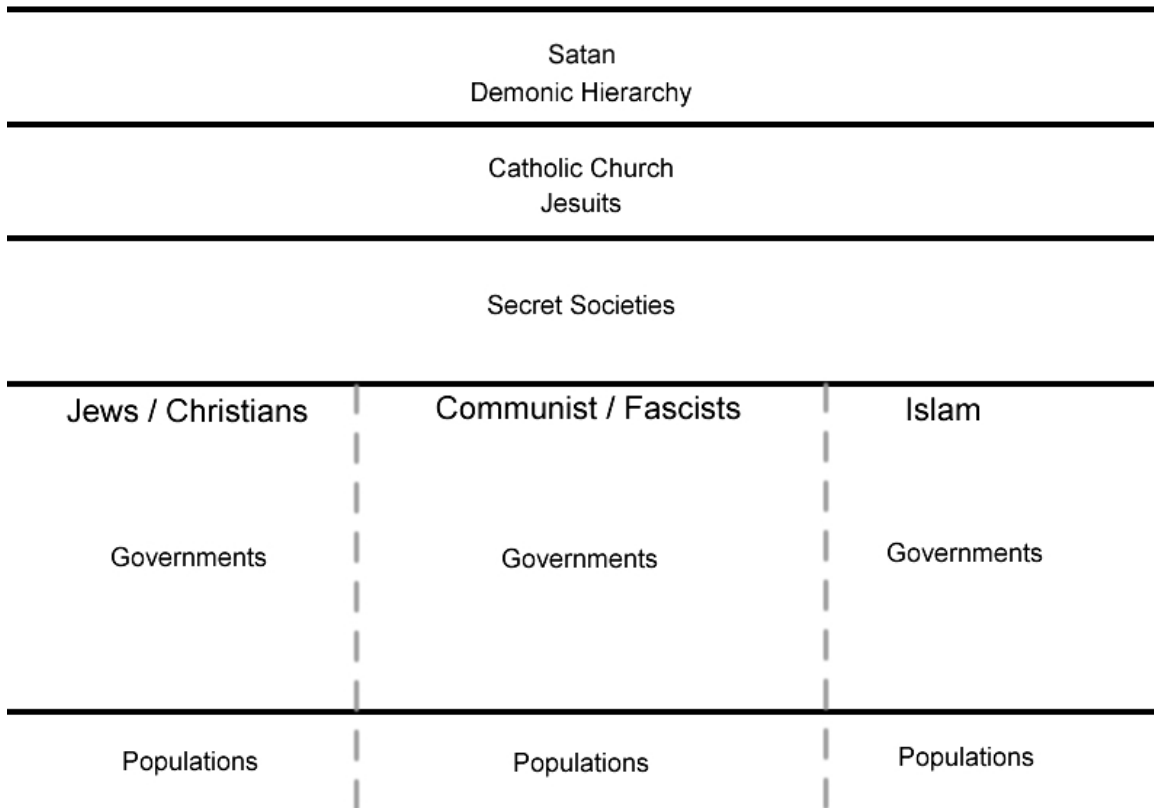 Satan
Demonic Hierarchy
Catholic Church
Jesuits
Secret Societies
Jews / Christians
Communist / Fascists
Islam
Governments
Governments
Governments
Populations
Populations
Populations